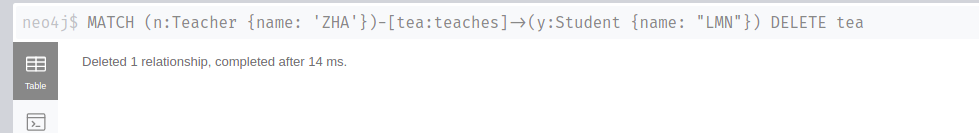 neo4j$ MATCH (n:Teacher {name: 'ZHA'})-[tea:teaches]->(y:Student {name: "LMN"}) DELETE tea
Deleted 1 relationship, completed after 14 ms.
Table